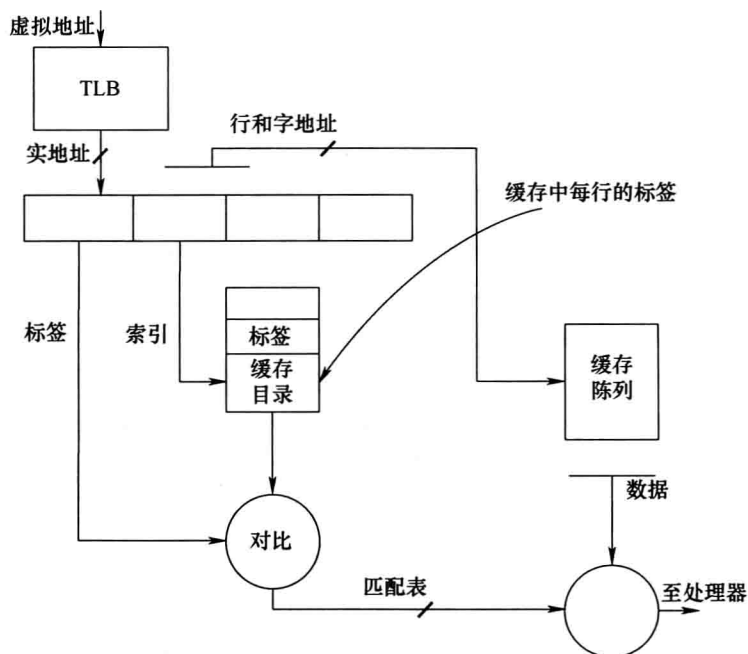 虚拟地址
TLB
实地址
行和字地址
缓存中每行的标签
标签
索引
标签
缓存
目录
缓存
陈列
数据
对比
匹配表
至处理器